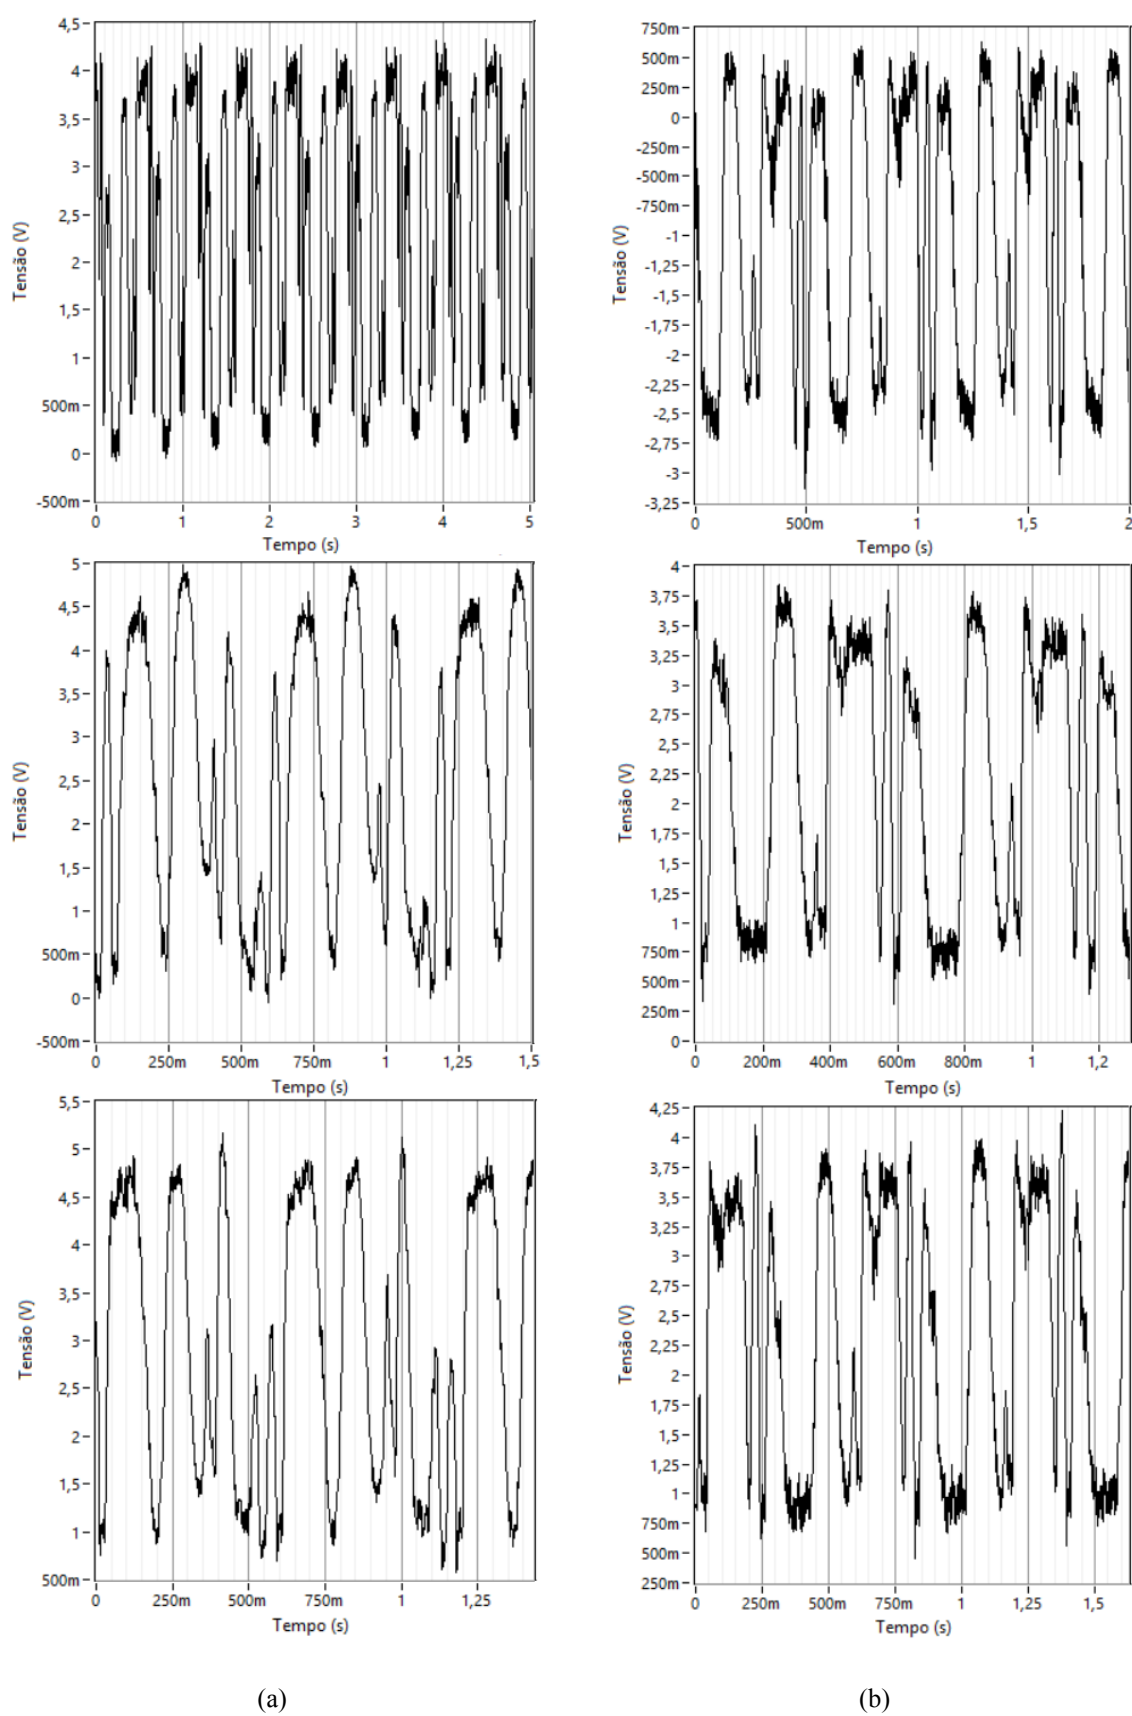 4,5
4
3,5
3
2,5
2
1,5
1
500m
0
-500m
Tensão (V)
0 1 2 3 4 5
Tempo (s)
750m
500m
250m
0
-250m
-500m
-750m
-1
-1,25
-1,5
-1,75
-2
-2,25
-2,5
-2,75
-3
-3,25
Tensão (V)
0 500m 1 1,5 2
Tempo (s)
5
4,5
4
3,5
3
2,5
2
1,5
1
500m
0
-500m
Tensão (V)
0 250m 500m 750m 1 1,25 1,5
Tempo (s)
4
3,75
3,5
3,25
3
2,75
2,5
2,25
2
1,75
1,5
1,25
1
750m
500m
250m
0
Tensão (V)
0 200m 400m 600m 800m 1 1,2
Tempo (s)
5,5
5
4,5
4
3,5
3
2,5
2
1,5
1
500m
Tensão (V)
0 250m 500m 750m 1 1,25
Tempo (s)
4,25
4
3,75
3,5
3,25
3
2,75
2,5
2,25
2
1,75
1,5
1,25
1
750m
500m
250m
Tensão (V)
0 250m 500m 750m 1 1,25 1,5
Tempo (s)
(a) (b)